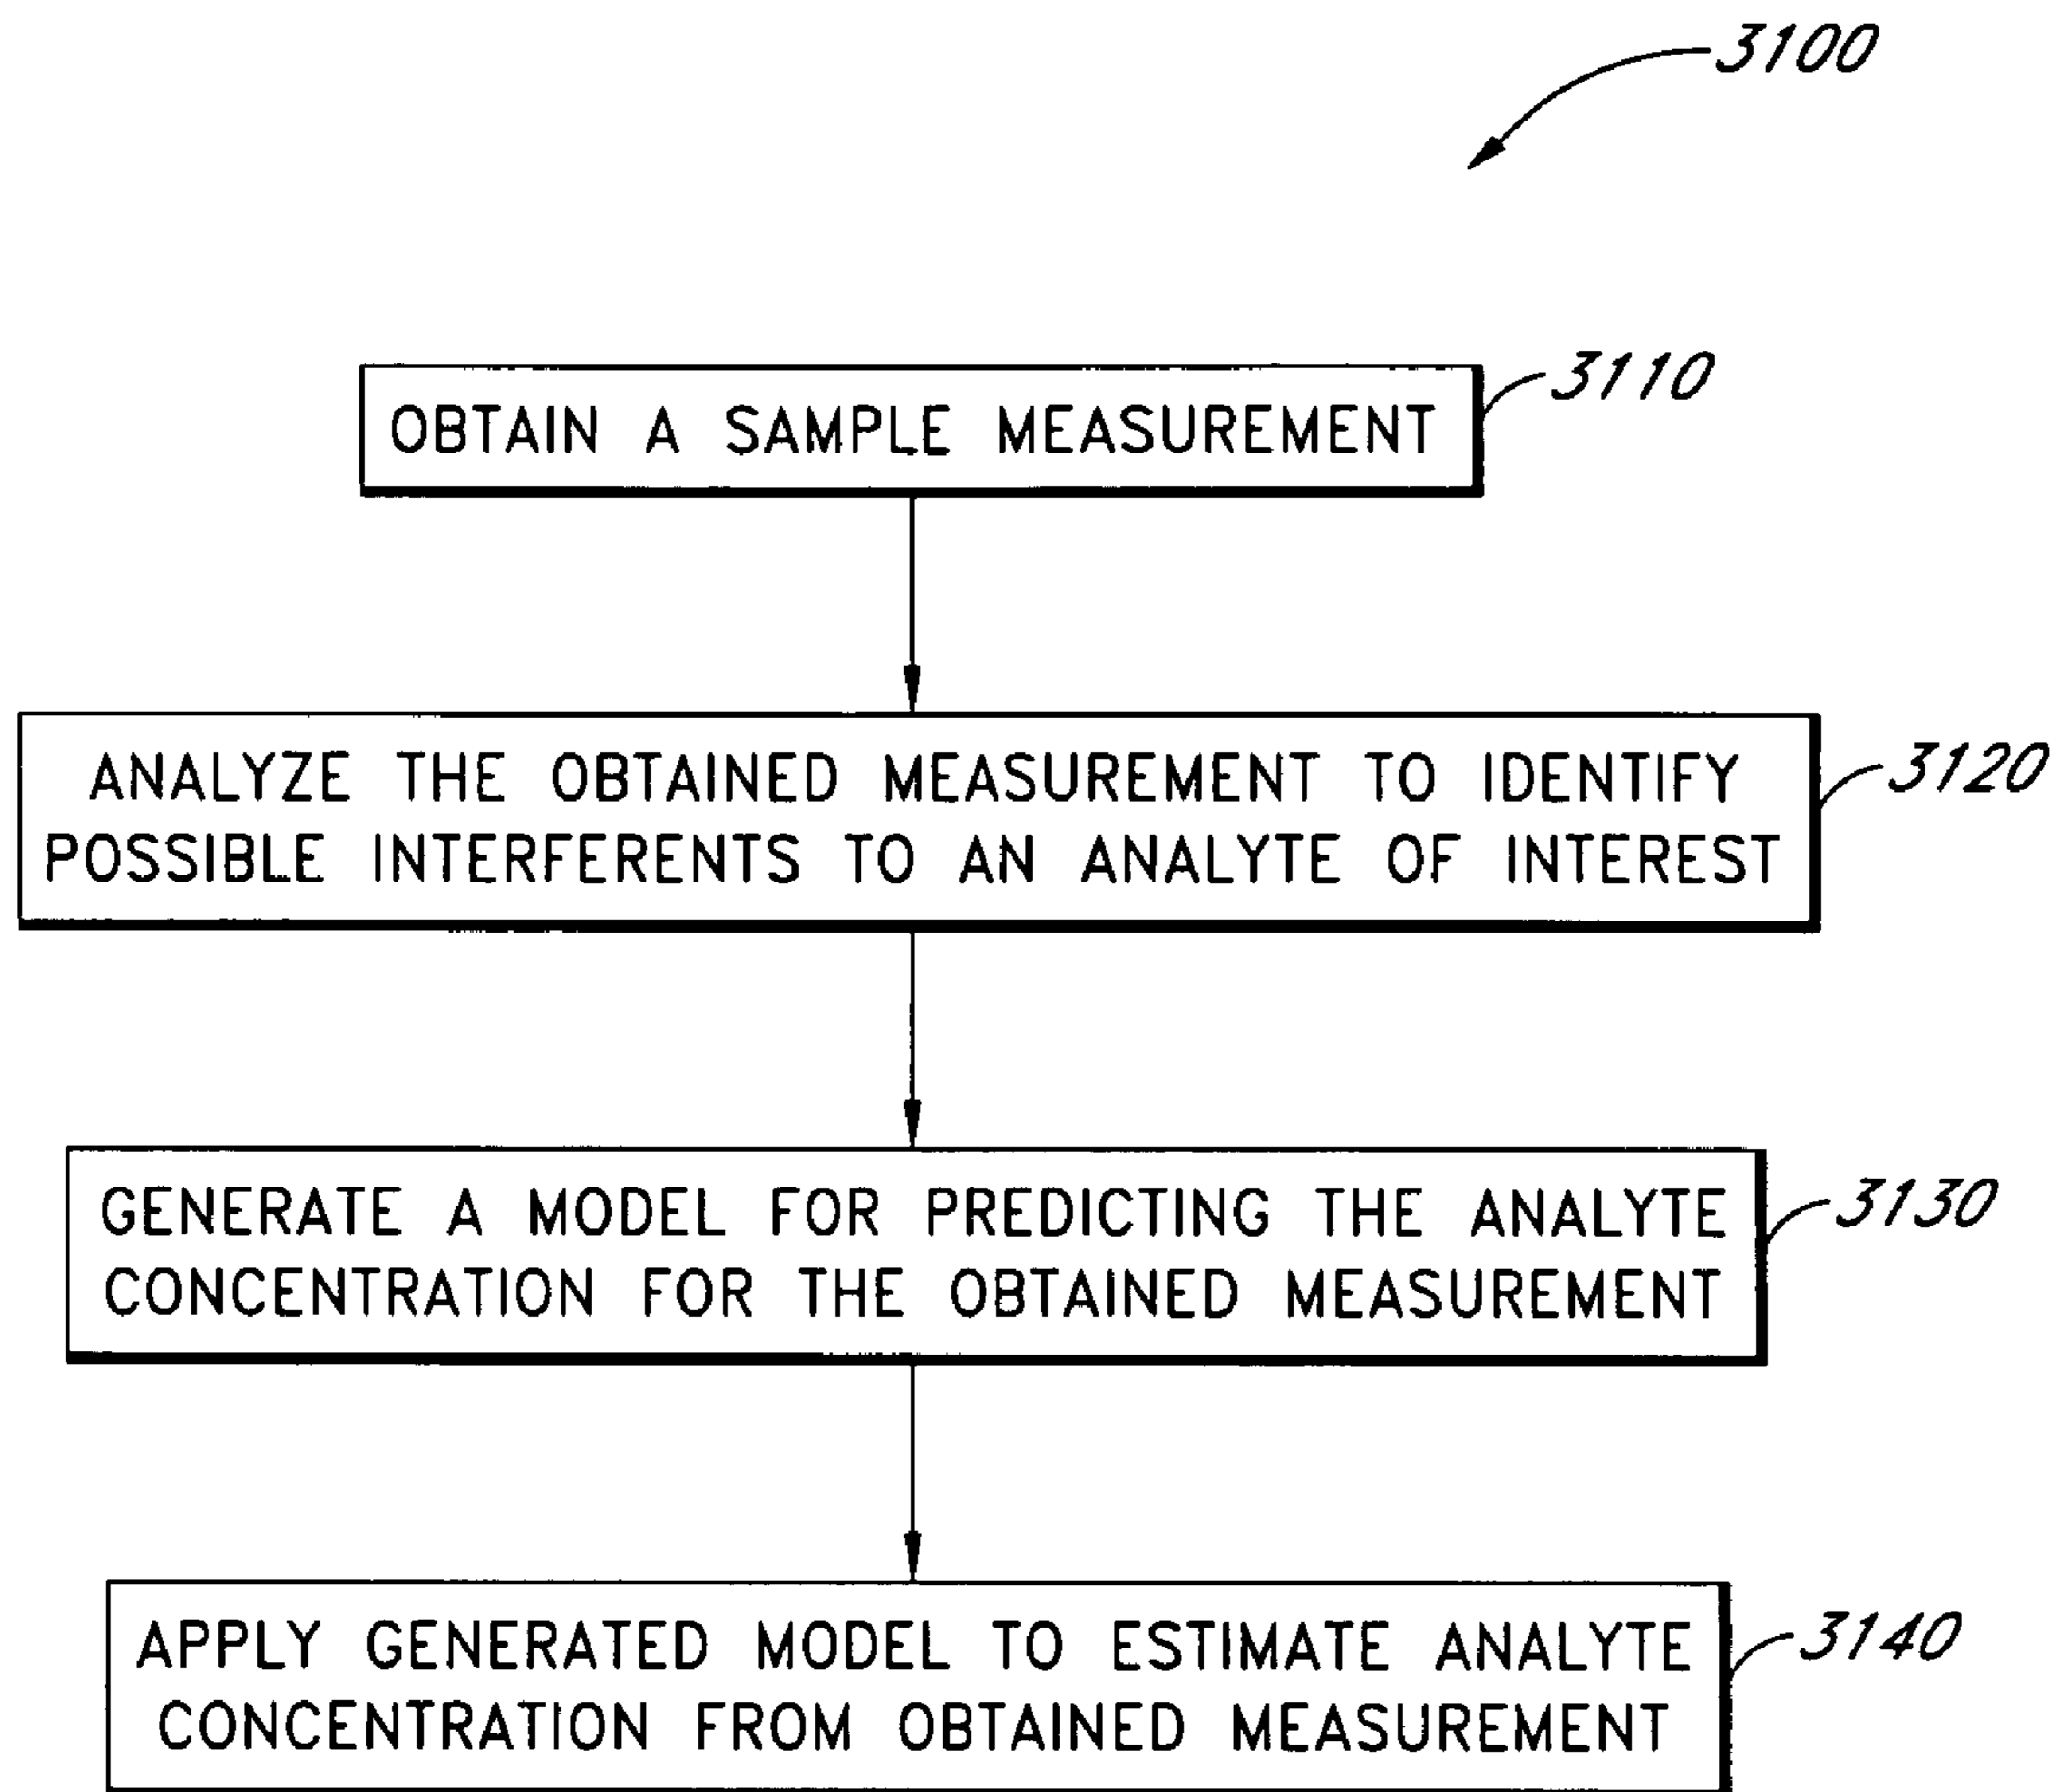 3100
OBTAIN A SAMPLE MEASUREMENT
3110
ANALYZE THE OBTAINED MEASUREMENT TO IDENTIFY
POSSIBLE INTERFERENTS TO AN ANALYTE OF INTEREST
3120
GENERATE A MODEL FOR PREDICTING THE ANALYTE
CONCENTRATION FOR THE OBTAINED MEASUREMENT
3130
APPLY GENERATED MODEL TO ESTIMATE ANALYTE
CONCENTRATION FROM OBTAINED MEASUREMENT
3140